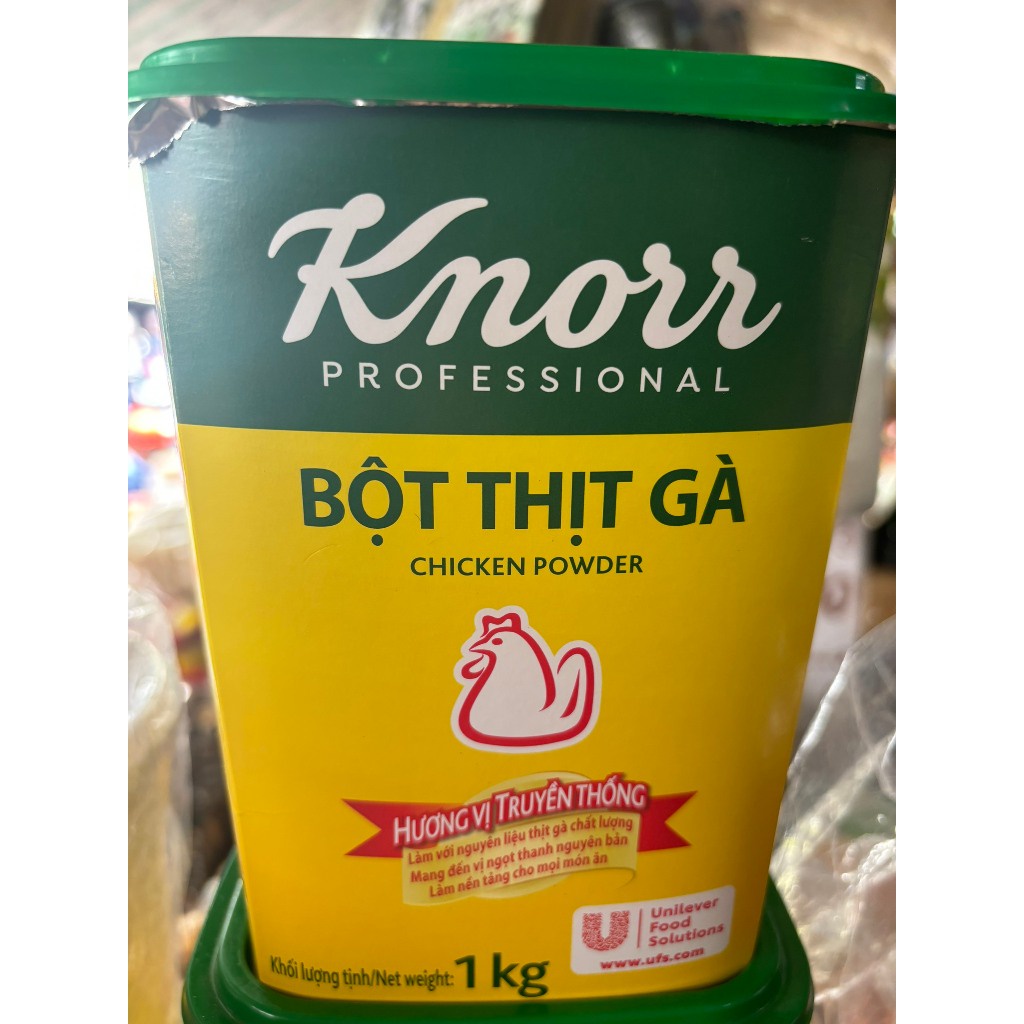 Knorr
PROFESSIONAL
BỘT THỊT GÀ
CHICKEN POWDER
HƯƠNG VỊ TRUYỀN THỐNG
Làm với nguyên liệu thịt gà chất lượng
Mang đến vị ngọt thanh nguyên bản
Làm nền tảng cho mọi món ăn
U
Unilever
Food
Solutions
www.ufs.com
Khối lượng tịnh/Net weight: 1 kg